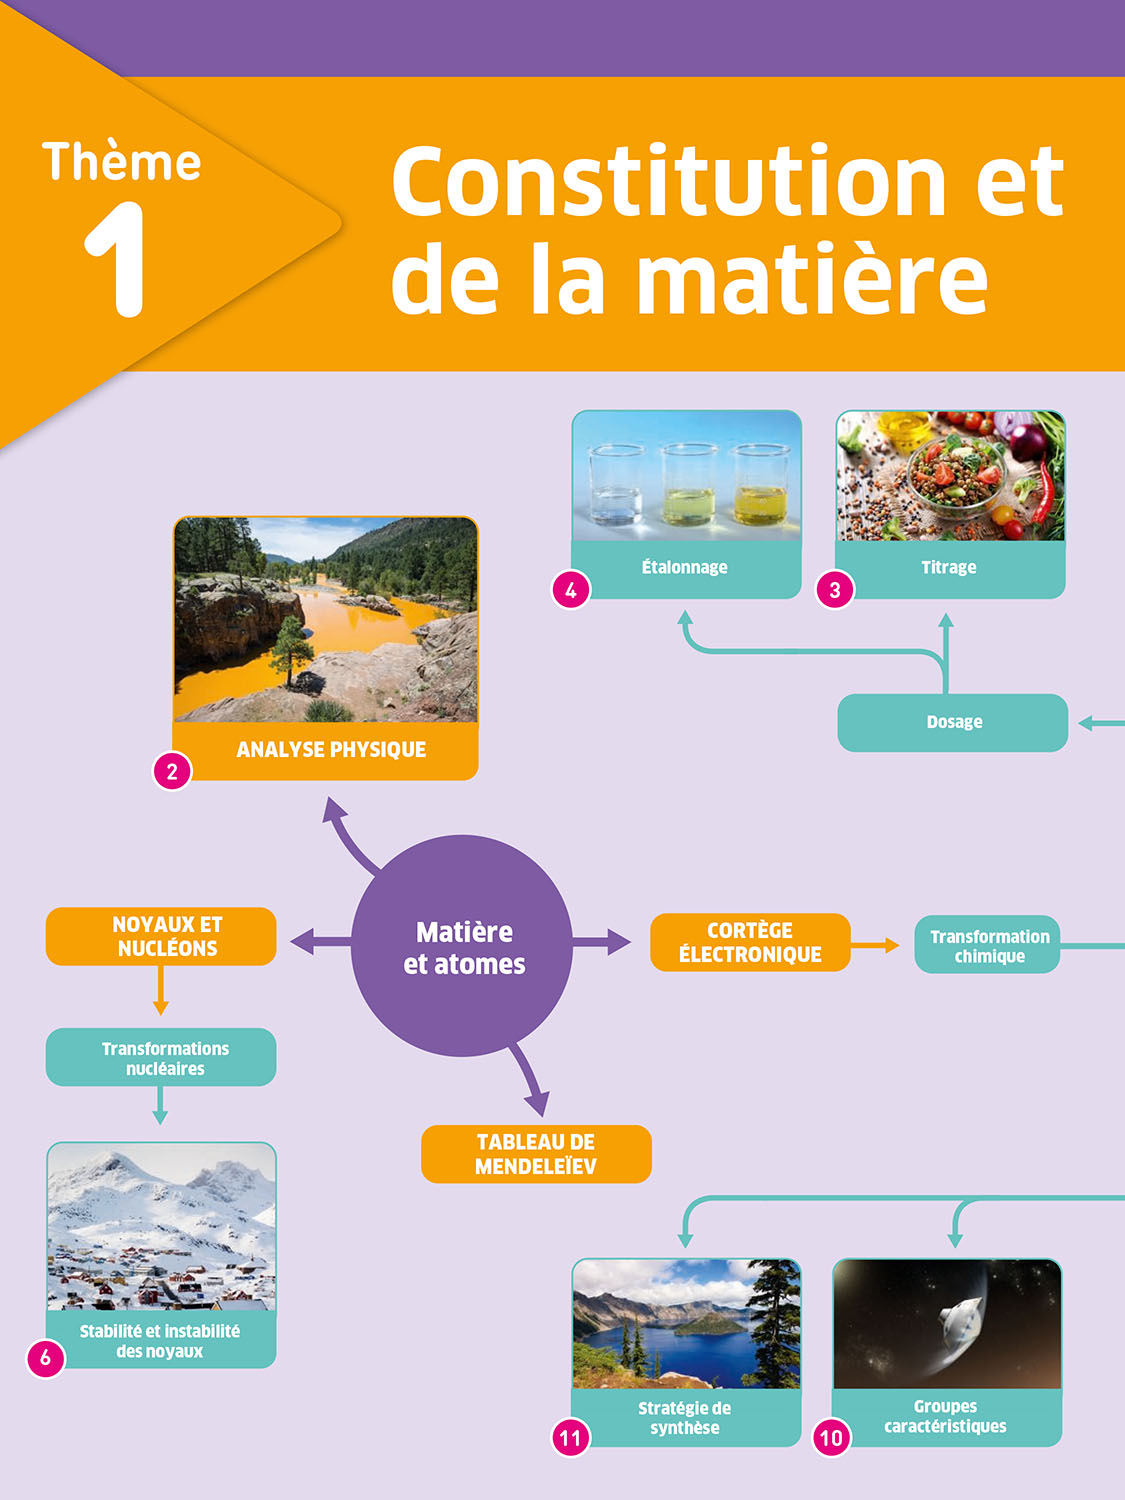 Thème
1
Constitution et
de la matière
4
Étalonnage
3
Titrage
Dosage
2
ANALYSE PHYSIQUE
Matière
et atomes
NOYAUX ET
NUCLÉONS
CORTÈGE
ÉLECTRONIQUE
Transformation
chimique
Transformations
nucléaires
TABLEAU DE
MENDELEÏEV
6
Stabilité et instabilité
des noyaux
11
Stratégie de
synthèse
10
Groupes
caractéristiques